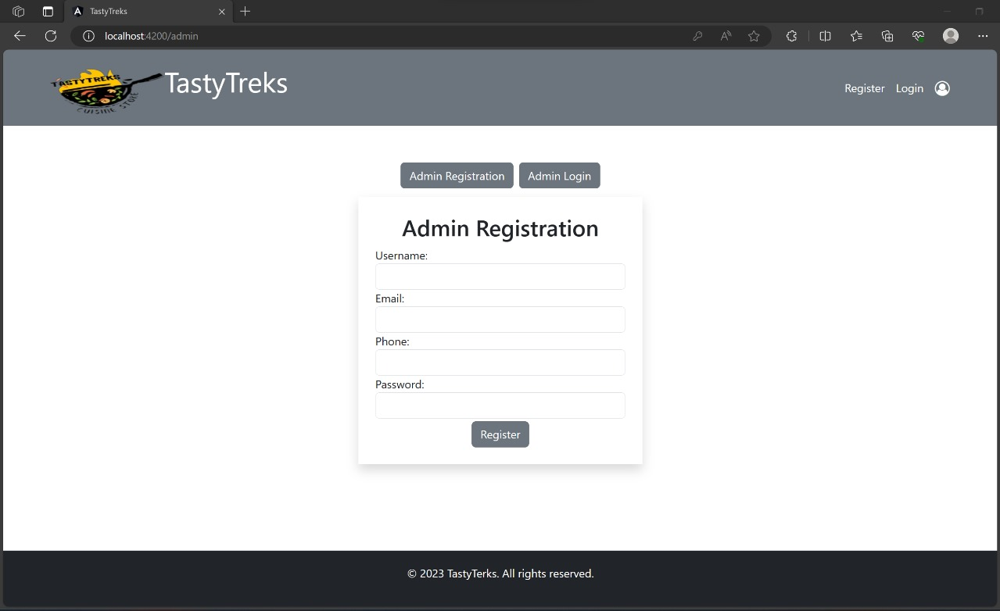 TastyTreks
localhost:4200/admin
TASTYTREKS
CUISINE STORE
TastyTreks
Register Login
Admin Registration Admin Login
Admin Registration
Username:
Email:
Phone:
Password:
Register
© 2023 TastyTerks. All rights reserved.